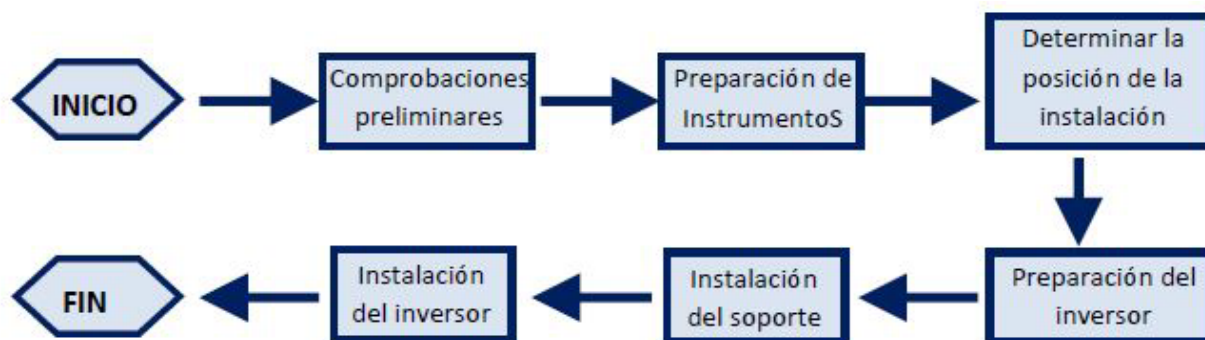 INICIO
Comprobaciones
preliminares
Preparación de
InstrumentoS
Determinar la
posición de la
instalación
Preparación del
inversor
Instalación
del soporte
Instalación
del inversor
FIN